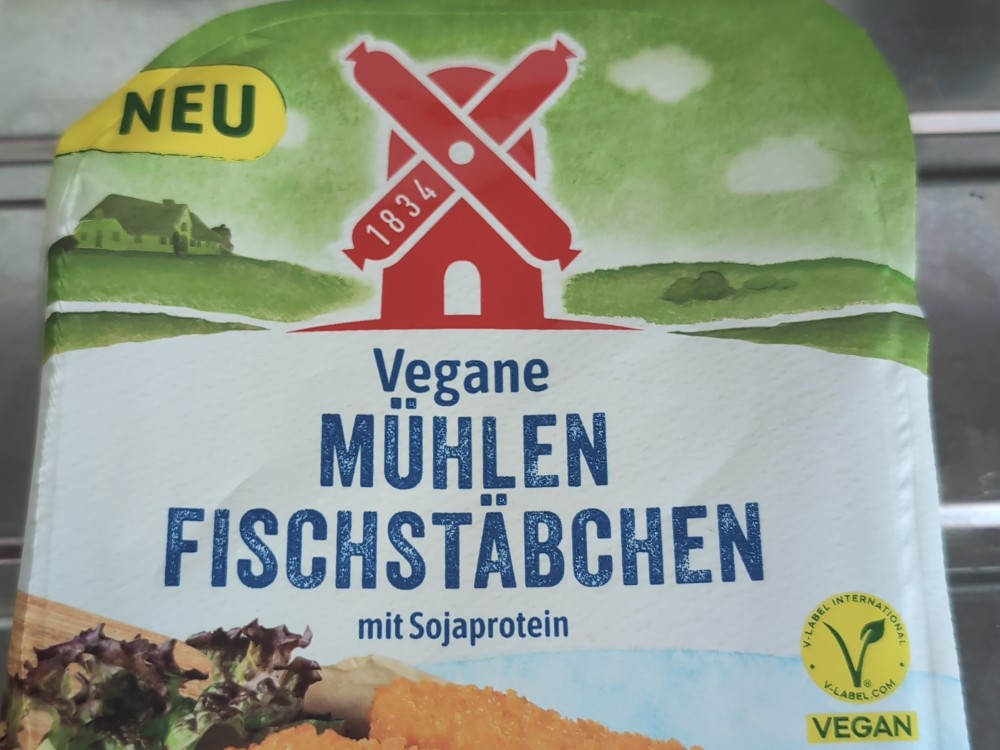 NEU
1834
Vegane
MÜHLEN
FISCHSTÄBCHEN
mit Sojaprotein
V-LABEL INTERNATIONAL
V-LABEL.COM
®
VEGAN